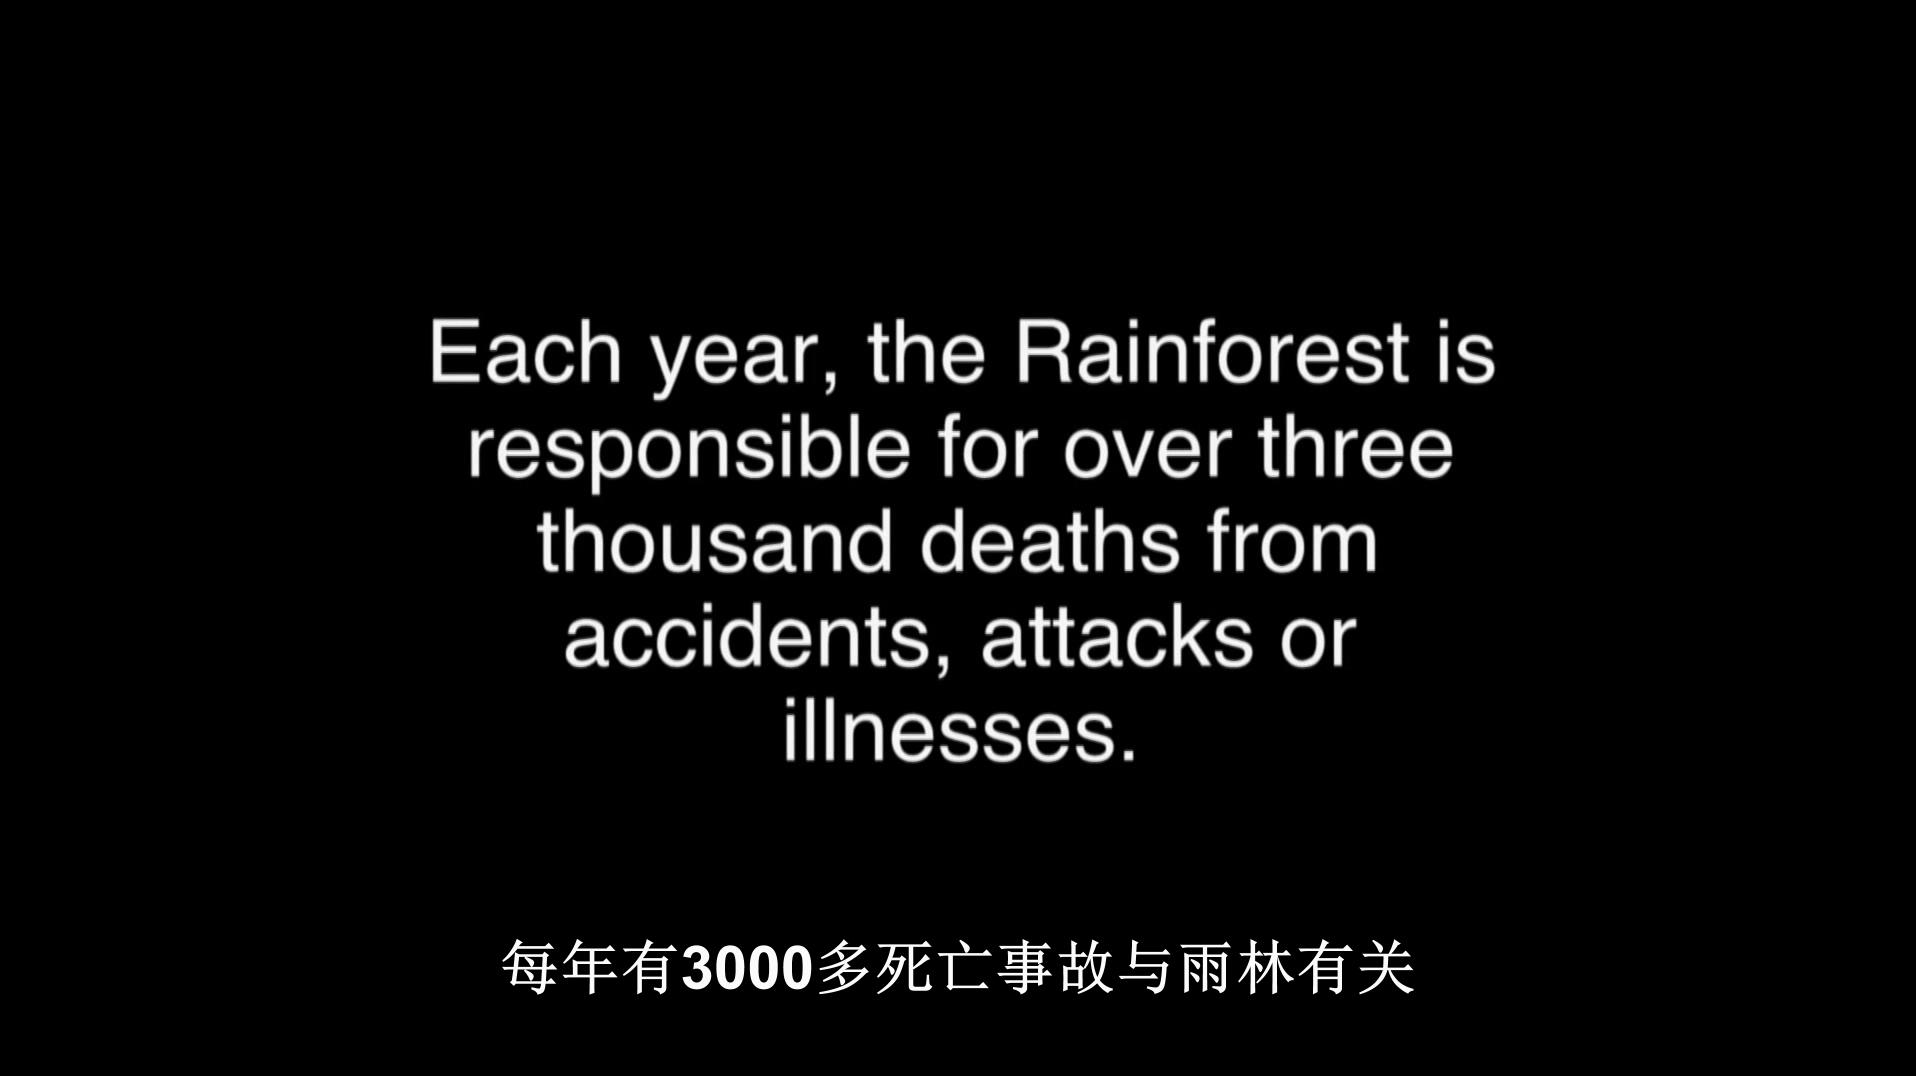 Each year, the Rainforest is
responsible for over three
thousand deaths from
accidents, attacks or
illnesses.
每年有3000多死亡事故与雨林有关